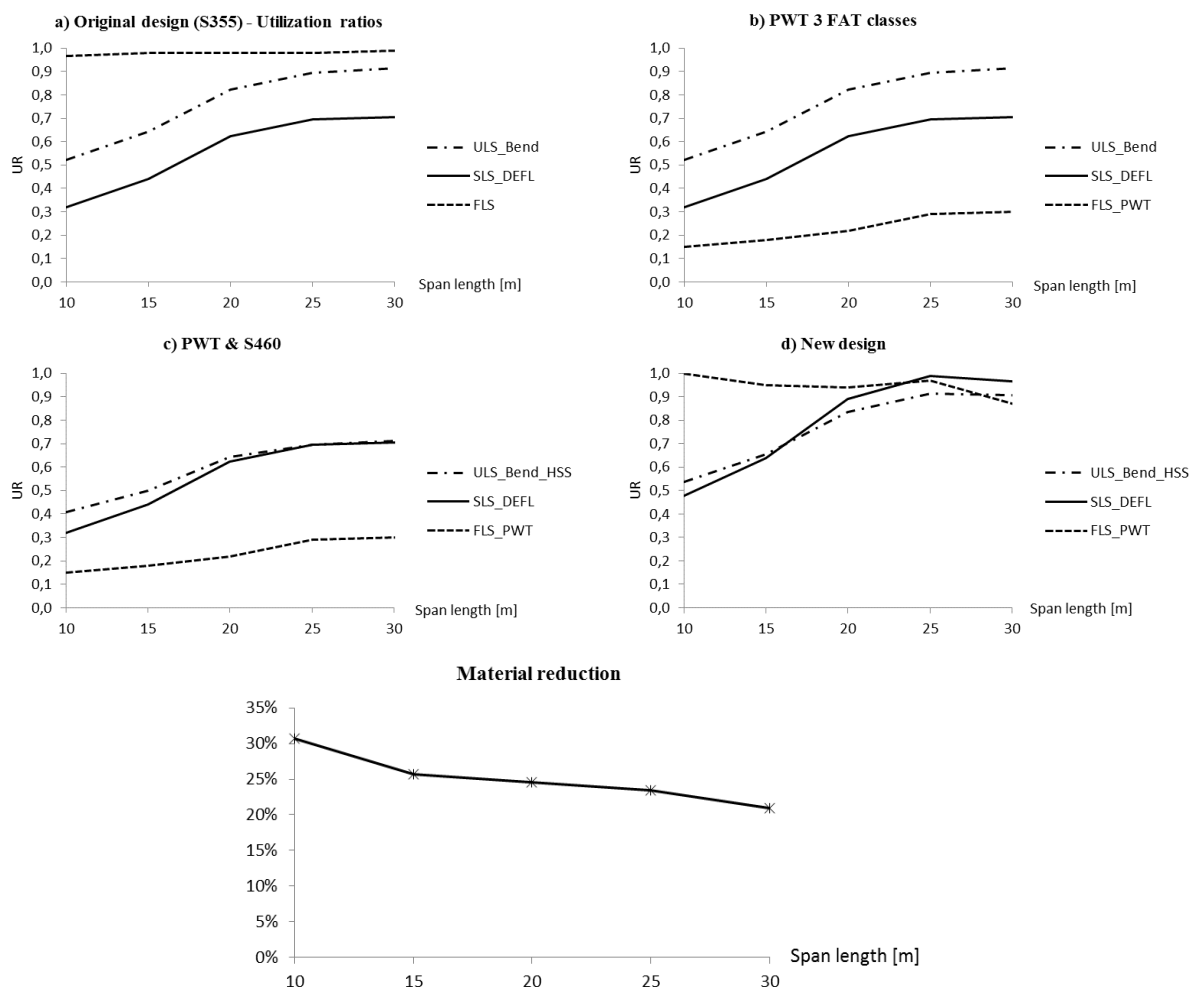 a) Original design (S355) - Utilization ratios
1,0
0,9
0,8
0,7
0,6
0,5
0,4
0,3
0,2
0,1
0,0
UR
10 15 20 25 30
Span length [m]
ULS_Bend
SLS_DEFL
FLS
b) PWT 3 FAT classes
1,0
0,9
0,8
0,7
0,6
0,5
0,4
0,3
0,2
0,1
0,0
UR
10 15 20 25 30
Span length [m]
ULS_Bend
SLS_DEFL
FLS_PWT
c) PWT & S460
1,0
0,9
0,8
0,7
0,6
0,5
0,4
0,3
0,2
0,1
0,0
UR
10 15 20 25 30
Span length [m]
ULS_Bend_HSS
SLS_DEFL
FLS_PWT
d) New design
1,0
0,9
0,8
0,7
0,6
0,5
0,4
0,3
0,2
0,1
0,0
UR
10 15 20 25 30
Span length [m]
ULS_Bend_HSS
SLS_DEFL
FLS_PWT
Material reduction
35%
30%
25%
20%
15%
10%
5%
0%
10 15 20 25 30
Span length [m]